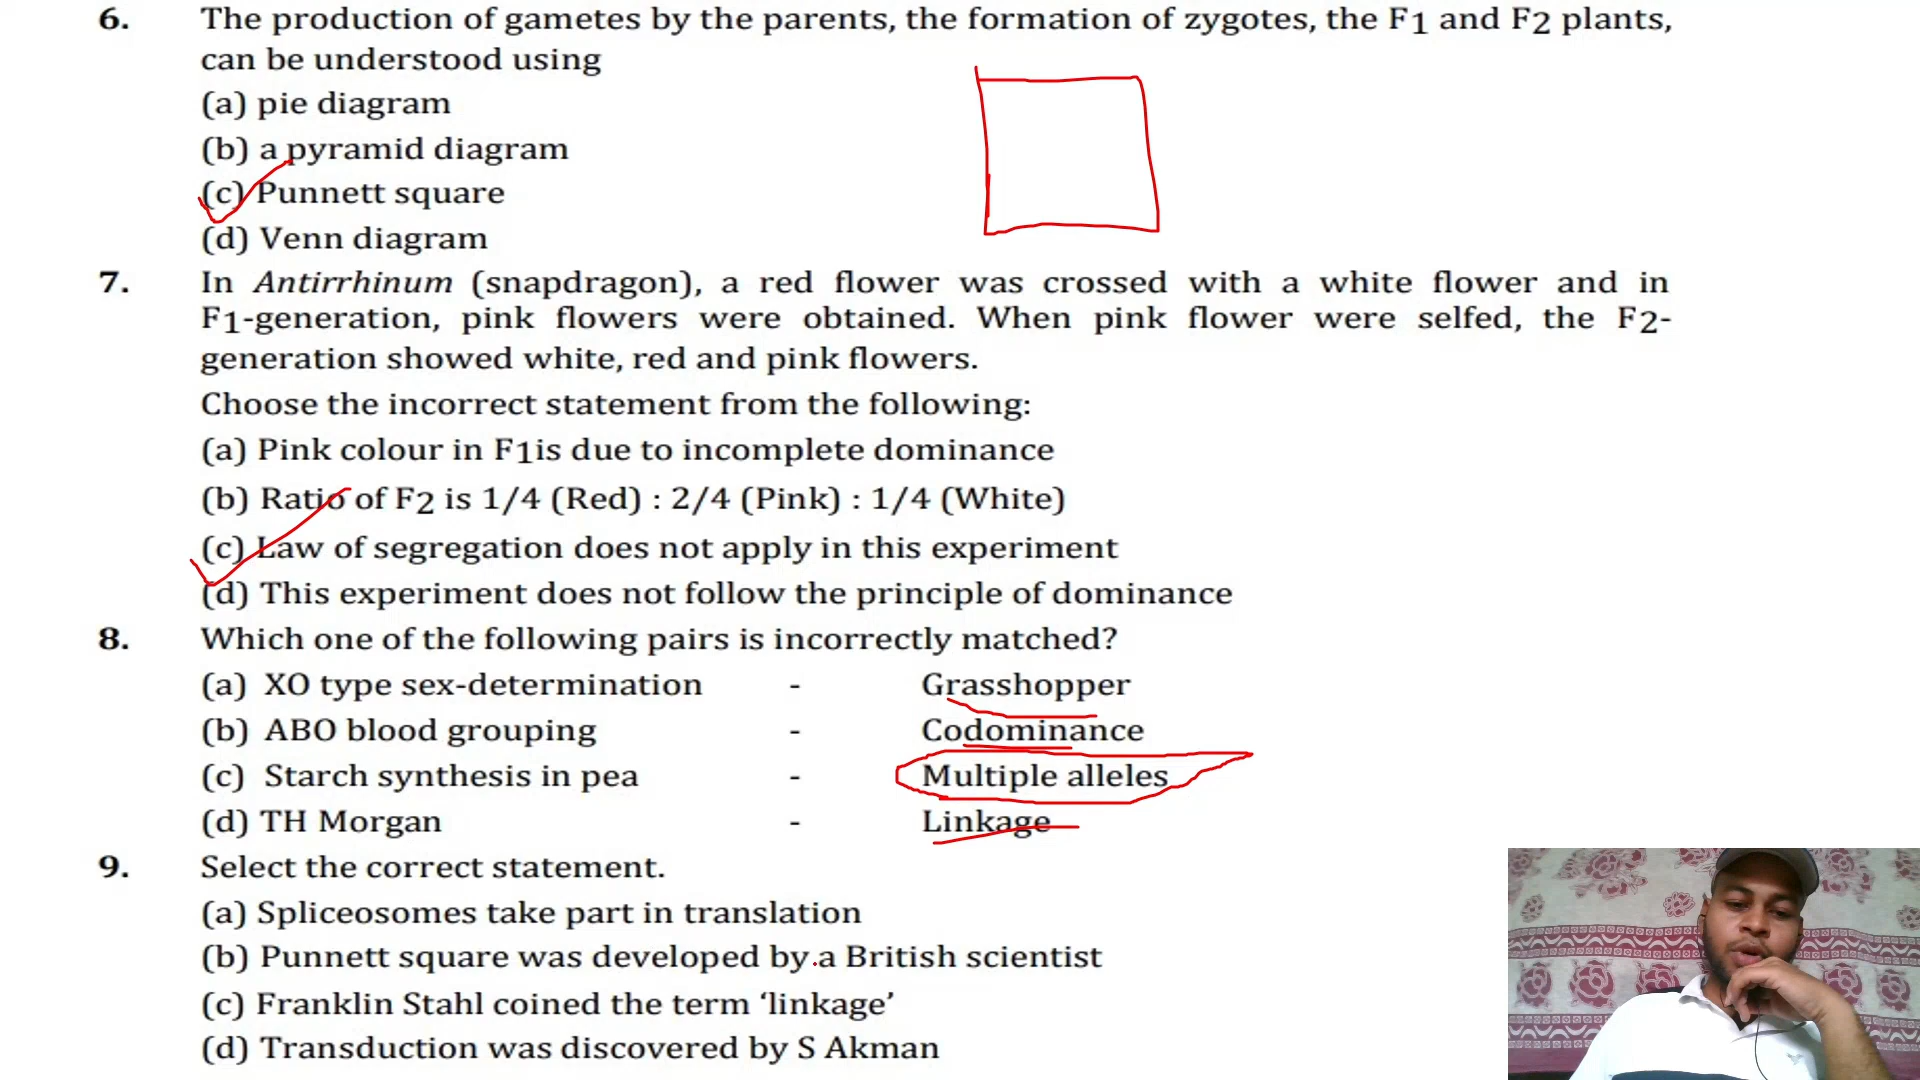 6. The production of gametes by the parents, the formation of zygotes, the F1 and F2 plants,
can be understood using
(a) pie diagram
(b) a pyramid diagram
(c) Punnett square
(d) Venn diagram
7. In Antirrhinum (snapdragon), a red flower was crossed with a white flower and in
F1-generation, pink flowers were obtained. When pink flower were selfed, the F2-
generation showed white, red and pink flowers.
Choose the incorrect statement from the following:
(a) Pink colour in F1is due to incomplete dominance
(b) Ratio of F2 is 1/4 (Red) : 2/4 (Pink) : 1/4 (White)
(c) Law of segregation does not apply in this experiment
(d) This experiment does not follow the principle of dominance
8. Which one of the following pairs is incorrectly matched?
(a) XO type sex-determination - Grasshopper
(b) ABO blood grouping - Codominance
(c) Starch synthesis in pea - Multiple alleles
(d) TH Morgan - Linkage
9. Select the correct statement.
(a) Spliceosomes take part in translation
(b) Punnett square was developed by a British scientist
(c) Franklin Stahl coined the term ‘linkage’
(d) Transduction was discovered by S Akman